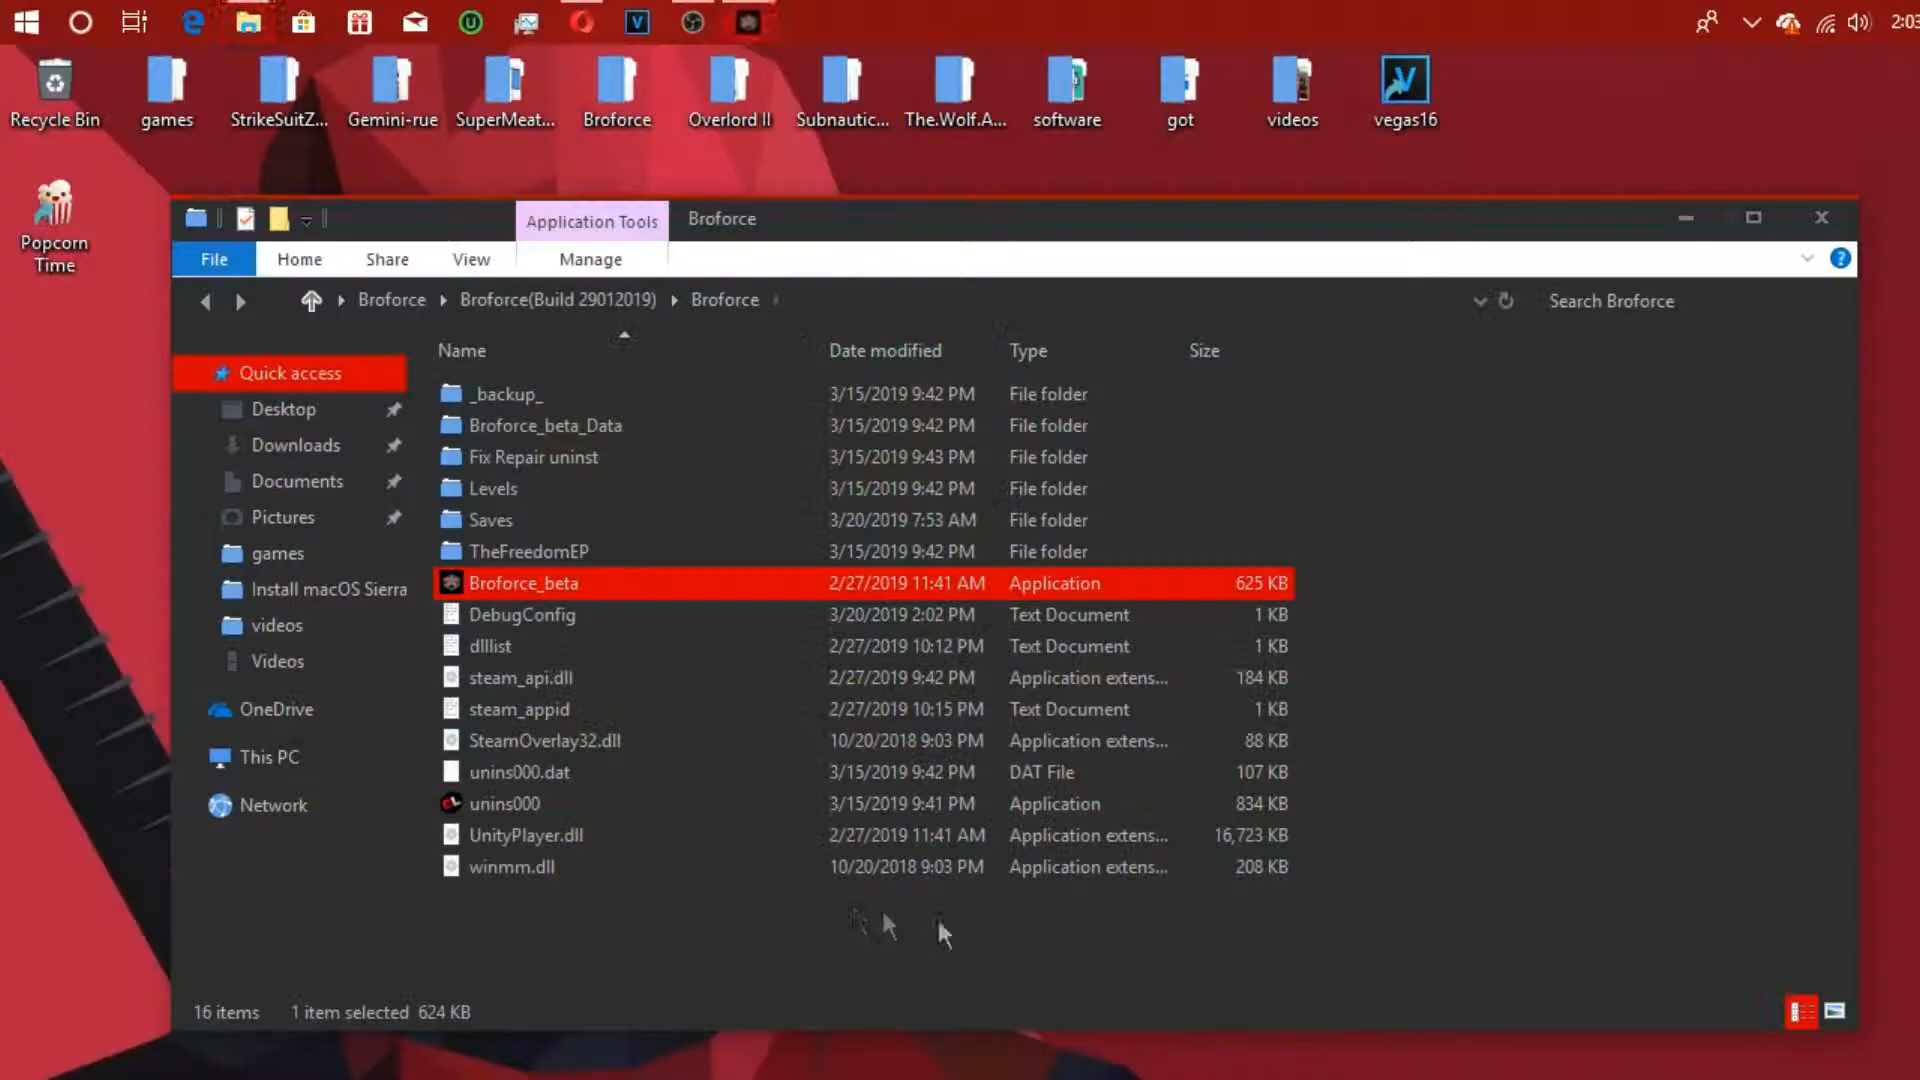 2:03
Recycle Bin
games
StrikeSuitZ...
Gemini-rue
SuperMeat...
Broforce
Overlord II
Subnautic...
The.Wolf.A...
software
got
videos
vegas16
Popcorn
Time
Application Tools
Broforce
File
Home
Share
View
Manage
Broforce
Broforce(Build 29012019)
Broforce
Search Broforce
Name
Date modified
Type
Size
Quick access
Desktop
Downloads
Documents
Pictures
games
Install macOS Sierra
videos
Videos
OneDrive
This PC
Network
_backup_ 3/15/2019 9:42 PM File folder
Broforce_beta_Data 3/15/2019 9:42 PM File folder
Fix Repair uninst 3/15/2019 9:43 PM File folder
Levels 3/15/2019 9:42 PM File folder
Saves 3/20/2019 7:53 AM File folder
TheFreedomEP 3/15/2019 9:42 PM File folder
Broforce_beta 2/27/2019 11:41 AM Application 625 KB
DebugConfig 3/20/2019 2:02 PM Text Document 1 KB
dlllist 2/27/2019 10:12 PM Text Document 1 KB
steam_api.dll 2/27/2019 9:42 PM Application extens... 184 KB
steam_appid 2/27/2019 10:15 PM Text Document 1 KB
SteamOverlay32.dll 10/20/2018 9:03 PM Application extens... 88 KB
unins000.dat 3/15/2019 9:42 PM DAT File 107 KB
unins000 3/15/2019 9:41 PM Application 834 KB
UnityPlayer.dll 2/27/2019 11:41 AM Application extens... 16,723 KB
winmm.dll 10/20/2018 9:03 PM Application extens... 208 KB
16 items 1 item selected 624 KB